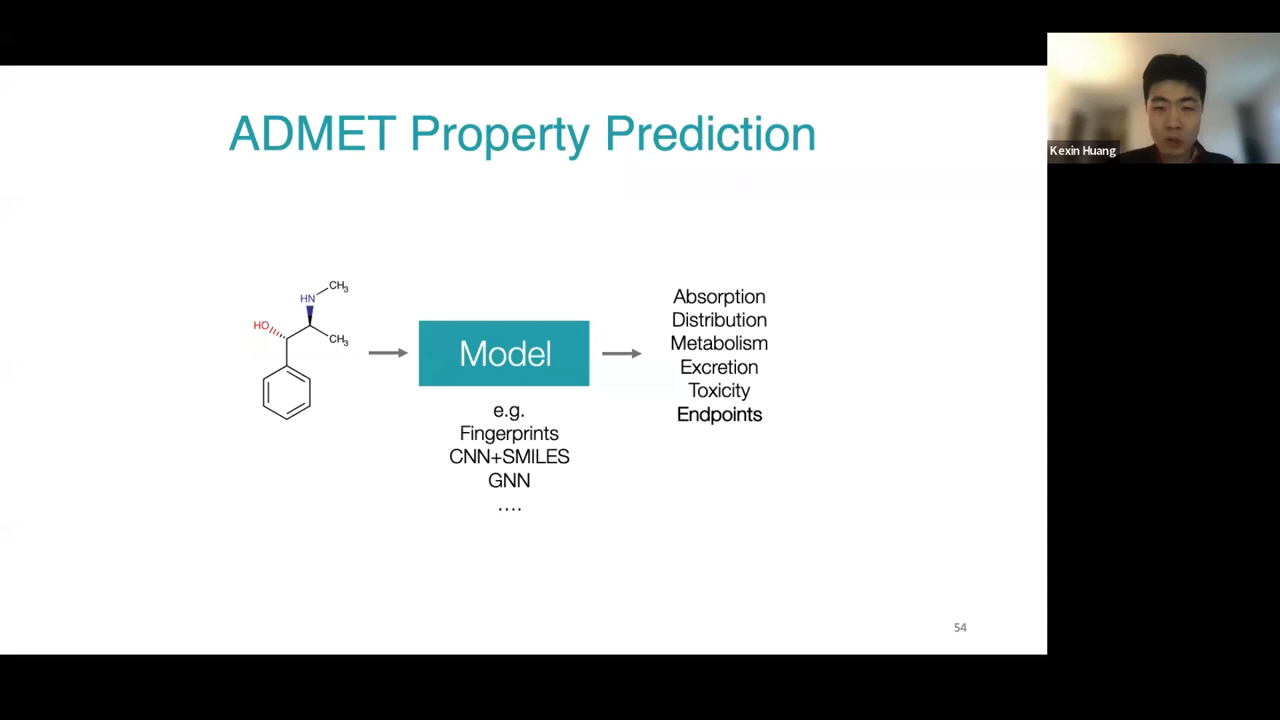 ADMET Property Prediction
Kexin Huang
CH3
HN
HO
CH3
Model
e.g.
Fingerprints
CNN+SMILES
GNN
....
Absorption
Distribution
Metabolism
Excretion
Toxicity
Endpoints
54